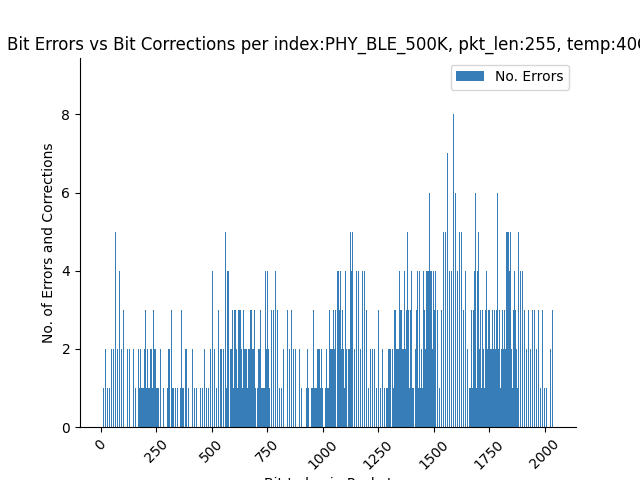 Bit Errors vs Bit Corrections per index:PHY_BLE_500K, pkt_len:255, temp:40
No. Errors
No. of Errors and Corrections
8
6
4
2
0
0 250 500 750 1000 1250 1500 1750 2000